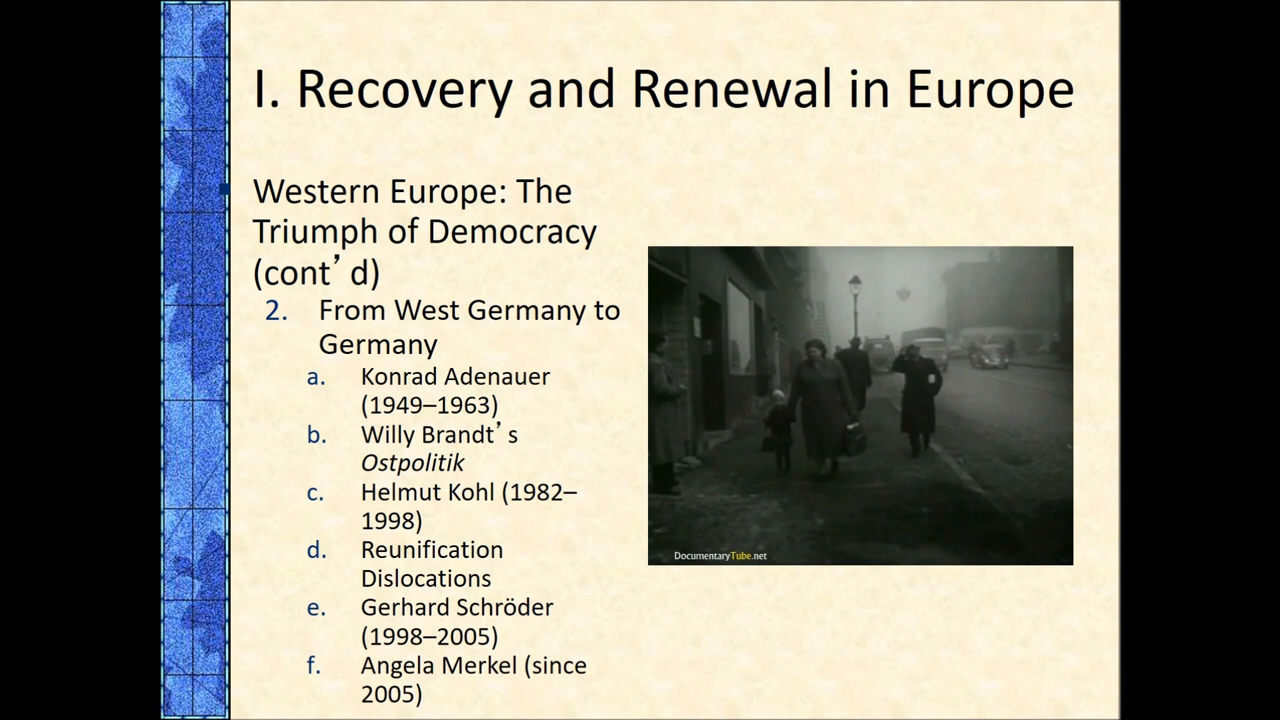 I. Recovery and Renewal in Europe
Western Europe: The
Triumph of Democracy
(cont’d)
2. From West Germany to
Germany
a. Konrad Adenauer
(1949–1963)
b. Willy Brandt’s
Ostpolitik
c. Helmut Kohl (1982–
1998)
d. Reunification
Dislocations
e. Gerhard Schröder
(1998–2005)
f. Angela Merkel (since
2005)
DocumentaryTube.net